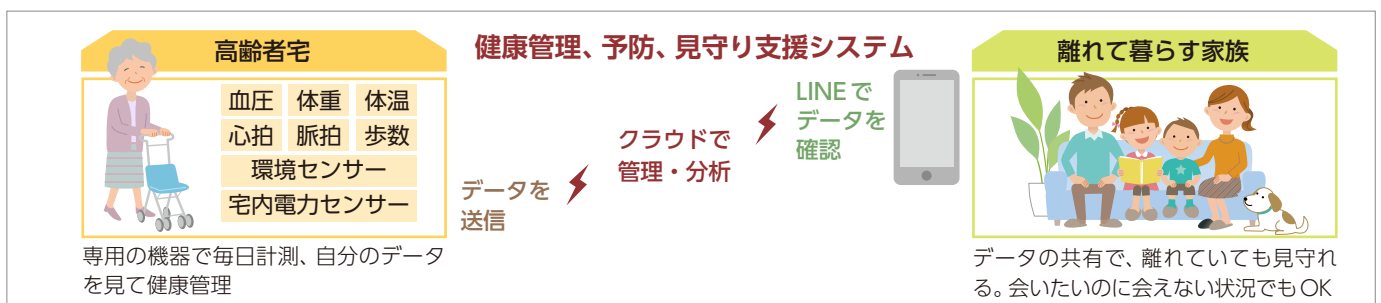 健康管理、予防、見守り支援システム
高齢者宅
血圧 体重 体温
心拍 脈拍 歩数
環境センサー
宅内電力センサー
専用の機器で毎日計測、自分のデータ
を見て健康管理
データを
送信
クラウドで
管理・分析
LINEで
データを
確認
離れて暮らす家族
データの共有で、離れていても見守れ
る。会いたいのに会えない状況でもOK